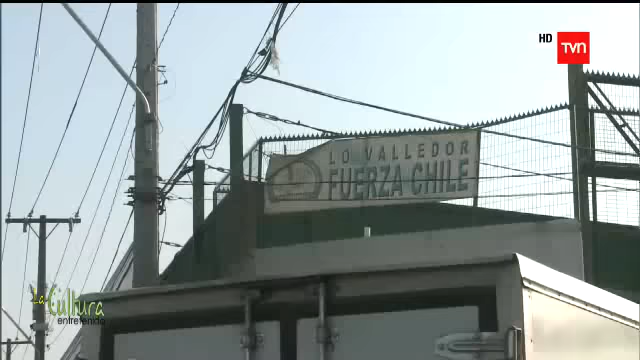 HD
TVN
LO VALLEDOR
FUERZA CHILE
La
Cultura
entretenida